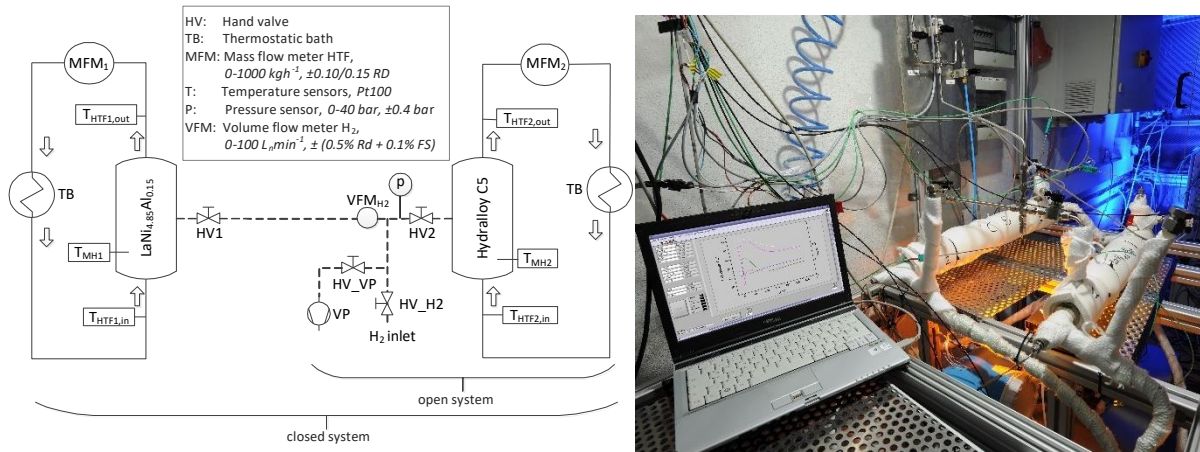 HV: Hand valve
TB: Thermostatic bath
MFM: Mass flow meter HTF,
0-1000 kgh⁻¹, ±0.10/0.15 RD
T: Temperature sensors, Pt100
P: Pressure sensor, 0-40 bar, ±0.4 bar
VFM: Volume flow meter H₂,
0-100 Lₙmin⁻¹, ± (0.5% Rd + 0.1% FS)
MFM₁
T_HTF1,out
TB
LaNi₄.₈₅Al₀.₁₅
T_MH1
T_HTF1,in
HV1
VFM_H2
p
HV2
HV_VP
VP
HV_H2
H₂ inlet
MFM₂
T_HTF2,out
TB
Hydralloy C5
T_MH2
T_HTF2,in
open system
closed system
C5